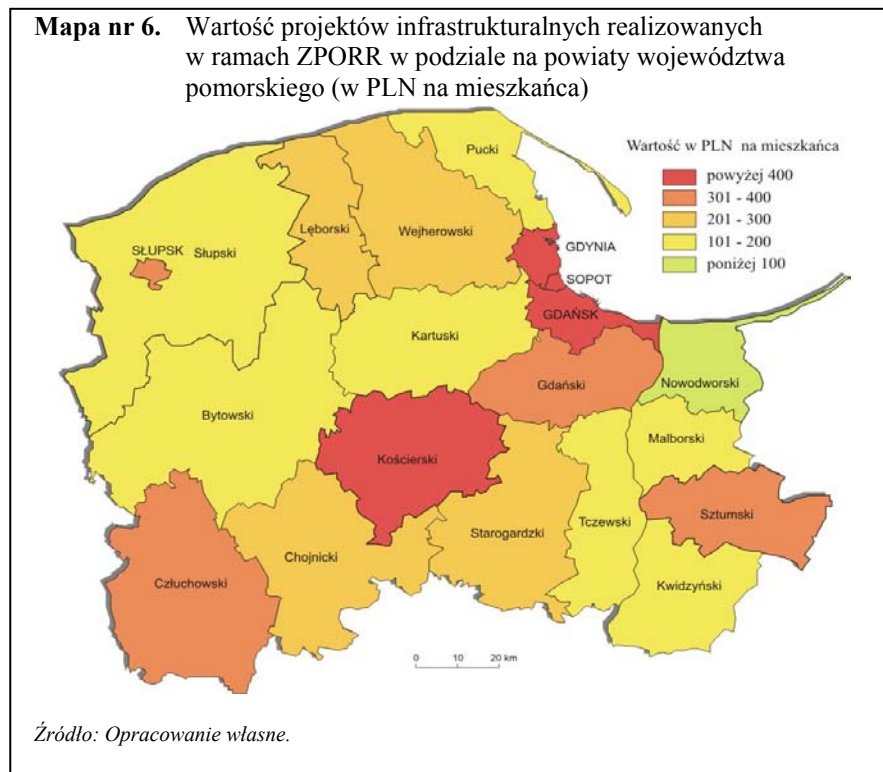 Mapa nr 6. Wartość projektów infrastrukturalnych realizowanych
w ramach ZPORR w podziale na powiaty województwa
pomorskiego (w PLN na mieszkańca)
Wartość w PLN na mieszkańca
powyżej 400
301 - 400
201 - 300
101 - 200
poniżej 100
Pucki
Lęborski
Wejherowski
SŁUPSK
Słupski
GDYNIA
SOPOT
GDAŃSK
Kartuski
Gdański
Nowodworski
Bytowski
Malborski
Kościerski
Sztumski
Starogardzki
Tczewski
Chojnicki
Człuchowski
Kwidzyński
0 10 20 km
Źródło: Opracowanie własne.